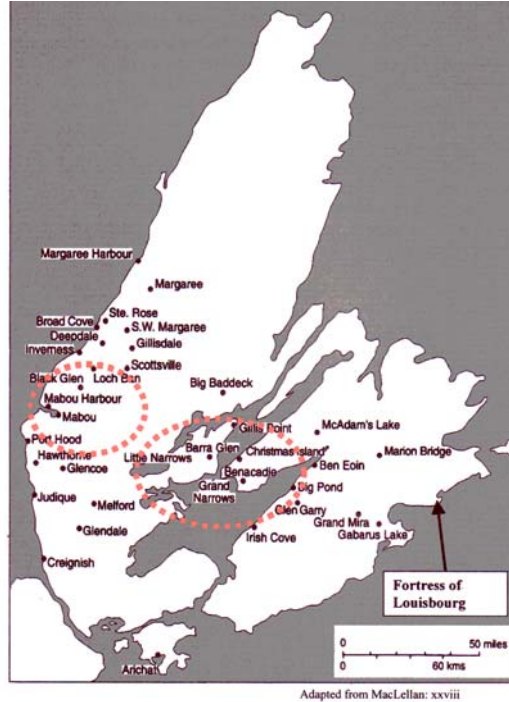 Margaree Harbour
Margaree
Ste. Rose
Broad Cove
S.W. Margaree
Deepdale
Gillisdale
Inverness
Scottsville
Loch Ban
Black Glen
Big Baddeck
Mabou Harbour
Mabou
Gillis Point
McAdam's Lake
Port Hood
Barra Glen
Christmas Island
Marion Bridge
Little Narrows
Hawthorne
Glencoe
Ben Eoin
Benacadie
Grand
Narrows
Big Pond
Judique
Melford
Glen Garry
Grand Mira
Glendale
Irish Cove
Gabarus Lake
Creignish
Fortress of
Louisbourg
0 50 miles
0 60 kms
Arichat
Adapted from MacLellan: xxviii